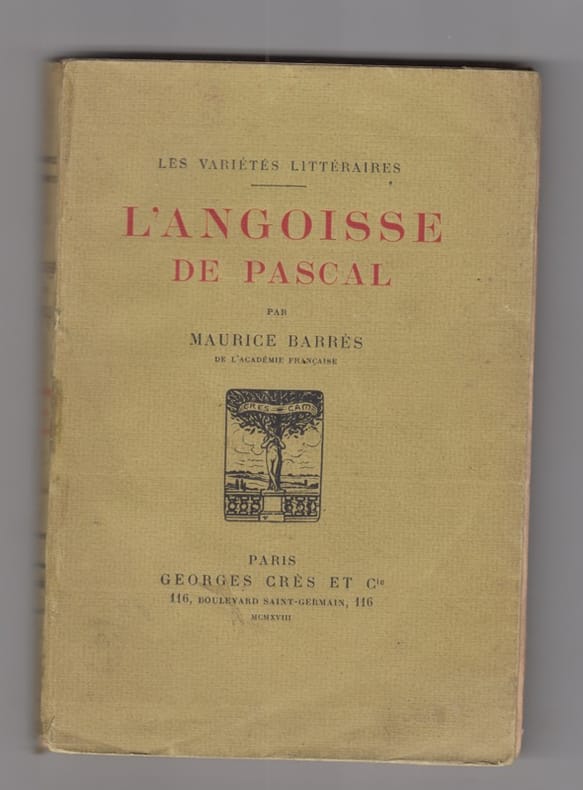 LES VARIÉTÉS LITTÉRAIRES
L'ANGOISSE
DE PASCAL
PAR
MAURICE BARRÈS
DE L'ACADÉMIE FRANÇAISE
CRES CAM
PARIS
GEORGES CRÈS ET Cie
116, BOULEVARD SAINT-GERMAIN, 116
MCMXVIII